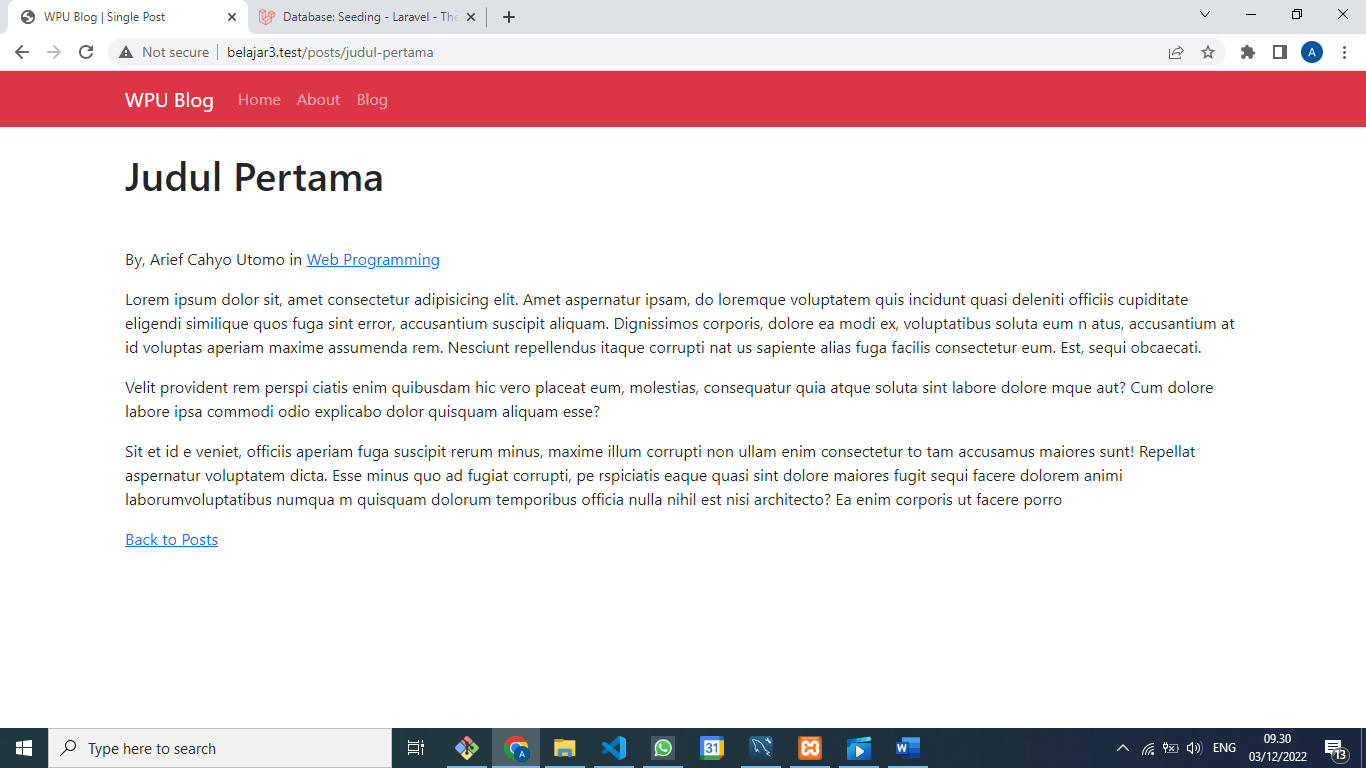 WPU Blog | Single Post
Database: Seeding - Laravel - The
Not secure
belajar3.test/posts/judul-pertama
A
WPU Blog
Home
About
Blog
Judul Pertama
By, Arief Cahyo Utomo in Web Programming
Lorem ipsum dolor sit, amet consectetur adipisicing elit. Amet aspernatur ipsam, do loremque voluptatem quis incidunt quasi deleniti officiis cupiditate
eligendi similique quos fuga sint error, accusantium suscipit aliquam. Dignissimos corporis, dolore ea modi ex, voluptatibus soluta eum n atus, accusantium at
id voluptas aperiam maxime assumenda rem. Nesciunt repellendus itaque corrupti nat us sapiente alias fuga facilis consectetur eum. Est, sequi obcaecati.
Velit provident rem perspi ciatis enim quibusdam hic vero placeat eum, molestias, consequatur quia atque soluta sint labore dolore mque aut? Cum dolore
labore ipsa commodi odio explicabo dolor quisquam aliquam esse?
Sit et id e veniet, officiis aperiam fuga suscipit rerum minus, maxime illum corrupti non ullam enim consectetur to tam accusamus maiores sunt! Repellat
aspernatur voluptatem dicta. Esse minus quo ad fugiat corrupti, pe rspiciatis eaque quasi sint dolore maiores fugit sequi facere dolorem animi
laborumvoluptatibus numqua m quisquam dolorum temporibus officia nulla nihil est nisi architecto? Ea enim corporis ut facere porro
Back to Posts
Type here to search
A
31
W
ENG
09.30
03/12/2022
13